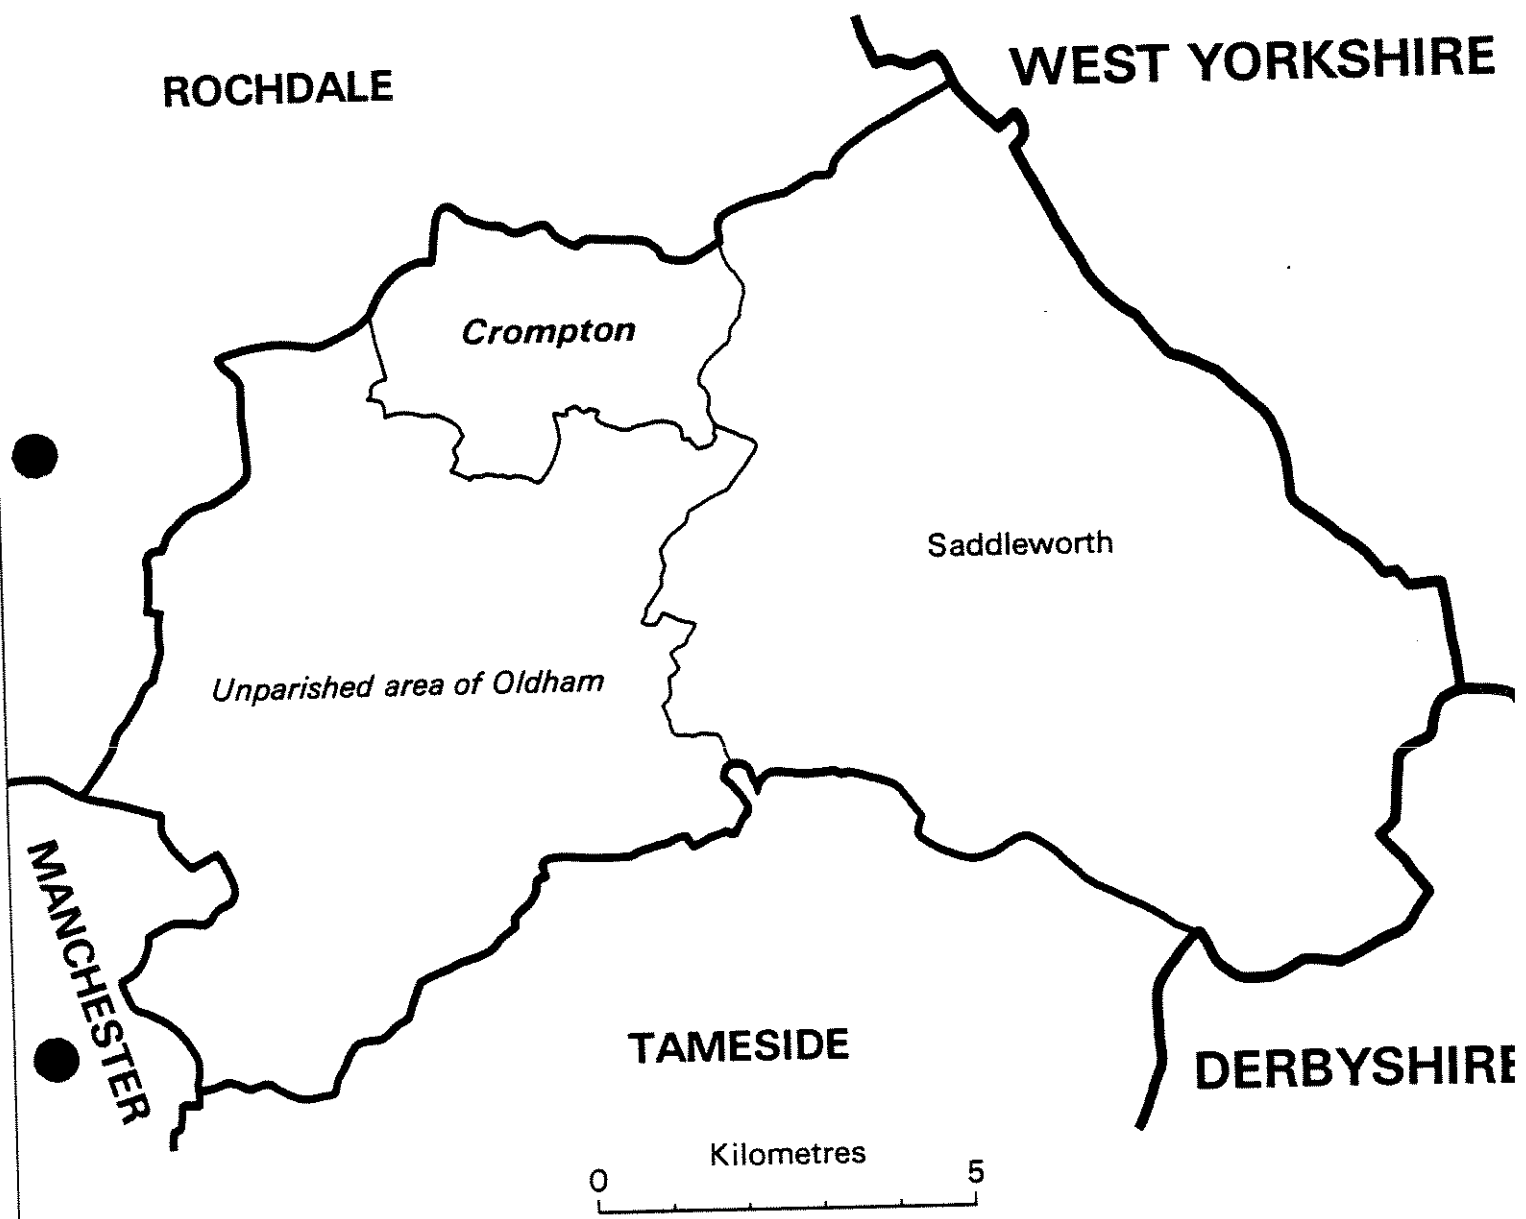 ROCHDALE
WEST YORKSHIRE
Crompton
Saddleworth
Unparished area of Oldham
MANCHESTER
TAMESIDE
DERBYSHIRE
Kilometres
0 5